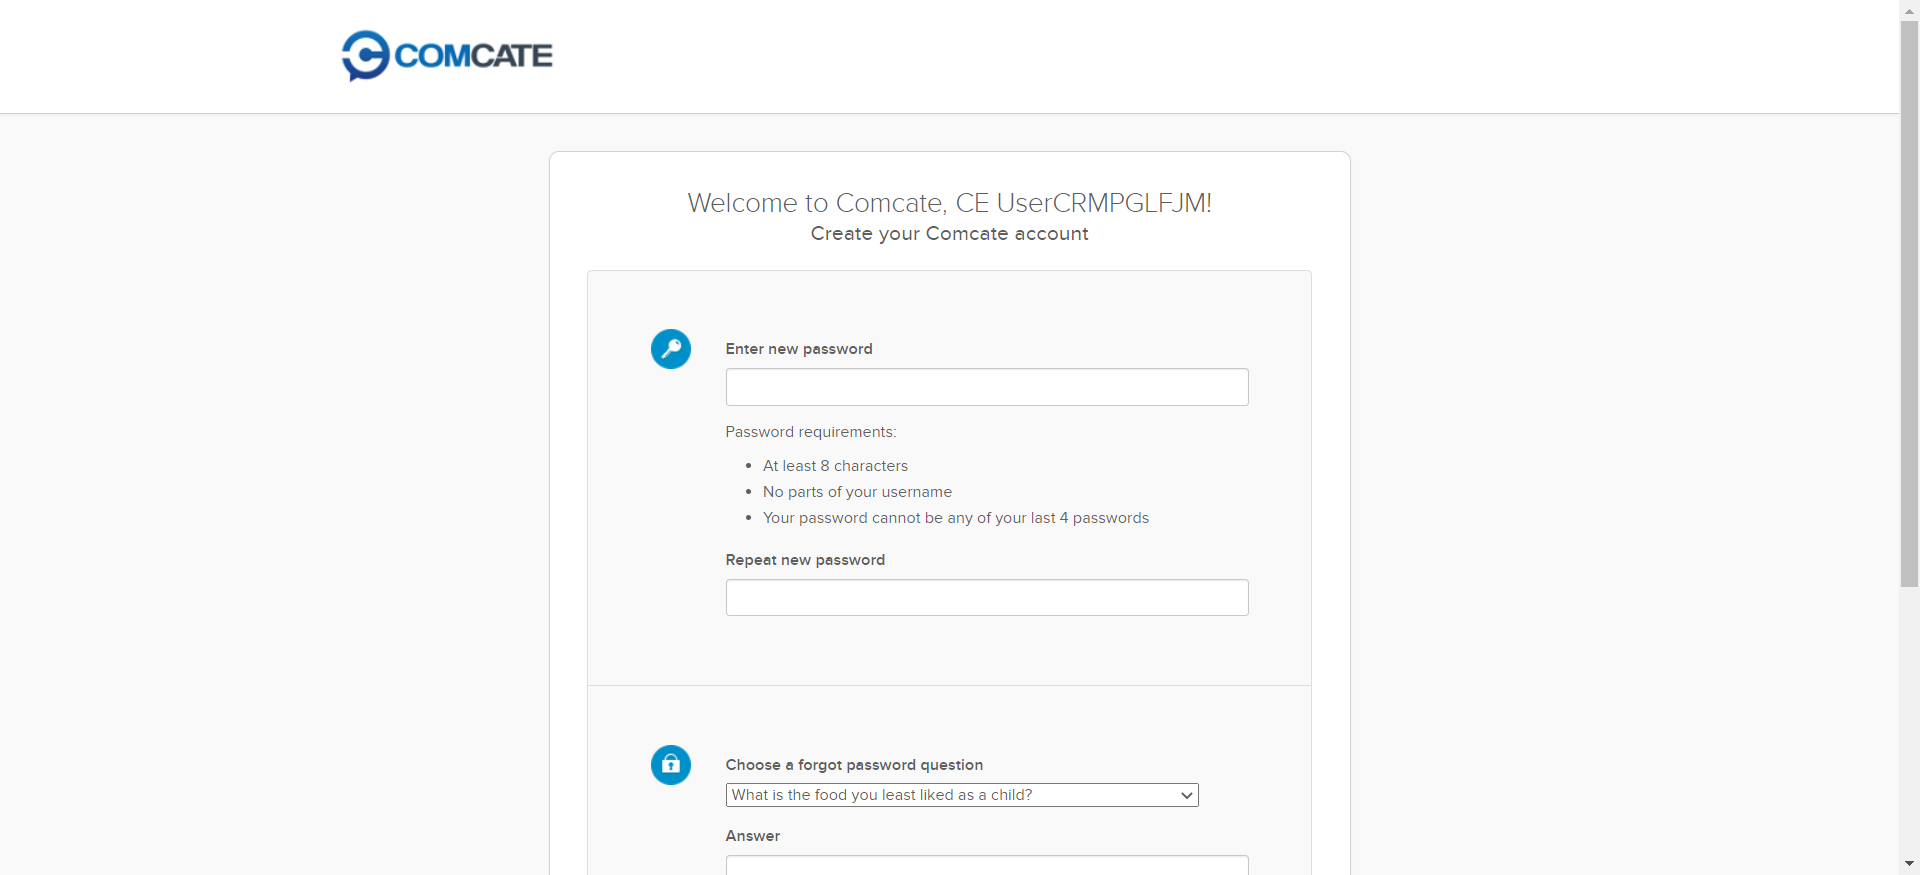 COMCATE
Welcome to Comcate, CE UserCRMPGLFJM!
Create your Comcate account
Enter new password
Password requirements:
At least 8 characters
No parts of your username
Your password cannot be any of your last 4 passwords
Repeat new password
Choose a forgot password question
What is the food you least liked as a child?
Answer